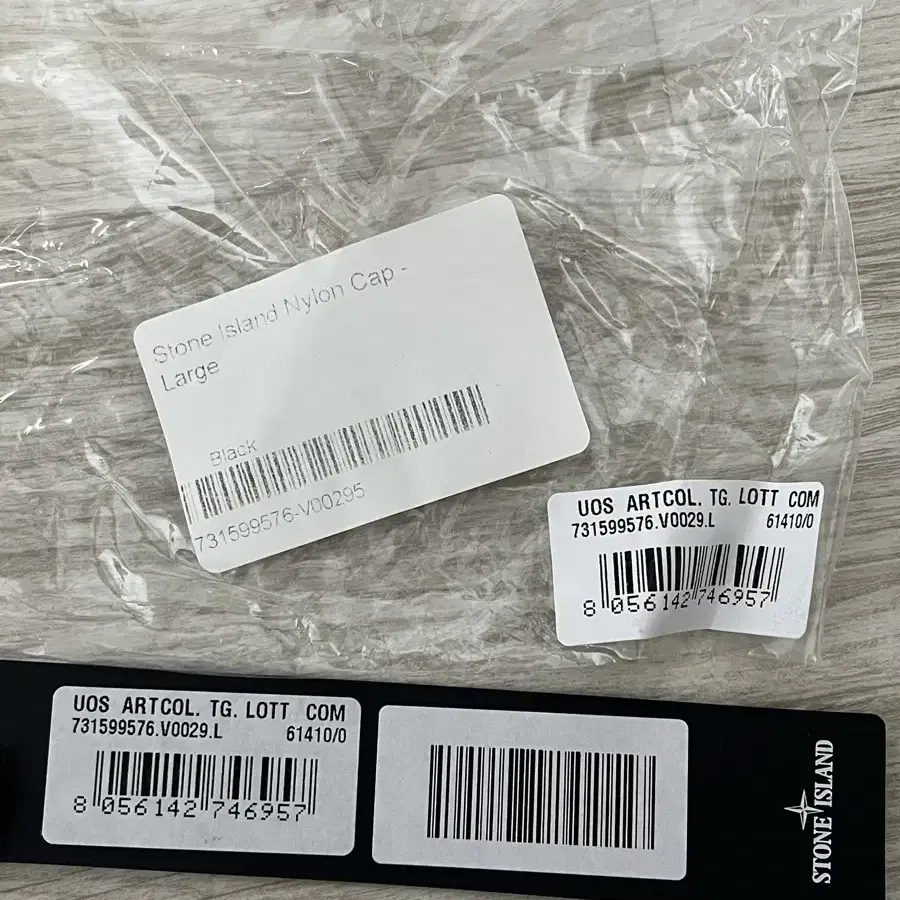 Stone Island Nylon Cap -
Large
Black
731599576-V00295
UOS ARTCOL. TG. LOTT COM
731599576.V0029.L 61410/0
8 056142 746957
UOS ARTCOL. TG. LOTT COM
731599576.V0029.L 61410/0
8 056142 746957
STONE ISLAND